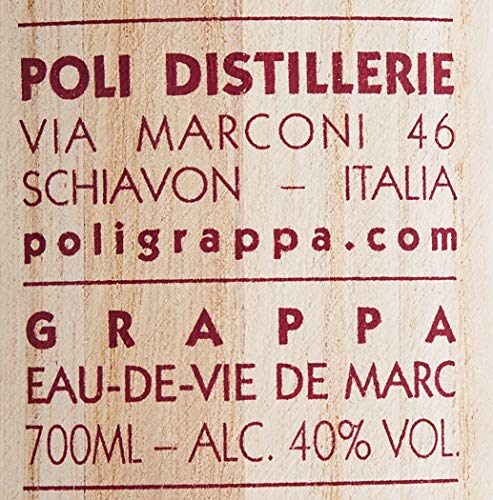 POLI DISTILLERIE
VIA MARCONI 46
SCHIAVON – ITALIA
poligrappa.com
GRAPPA
EAU-DE-VIE DE MARC
700ML – ALC. 40% VOL.